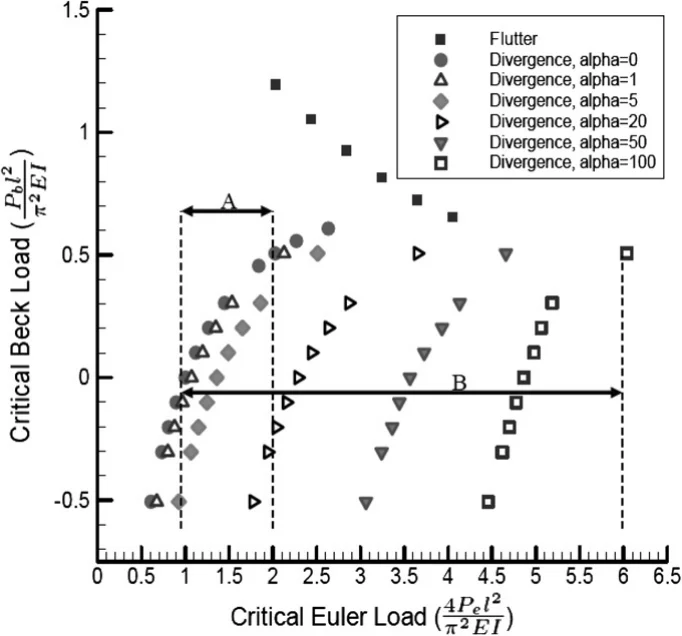 1.5
1
0.5
0
-0.5
Critical Beck Load (P_b l^2 / π^2 EI)
Flutter
Divergence, alpha=0
Divergence, alpha=1
Divergence, alpha=5
Divergence, alpha=20
Divergence, alpha=50
Divergence, alpha=100
A
B
0 0.5 1 1.5 2 2.5 3 3.5 4 4.5 5 5.5 6 6.5
Critical Euler Load (4P_e l^2 / π^2 EI)